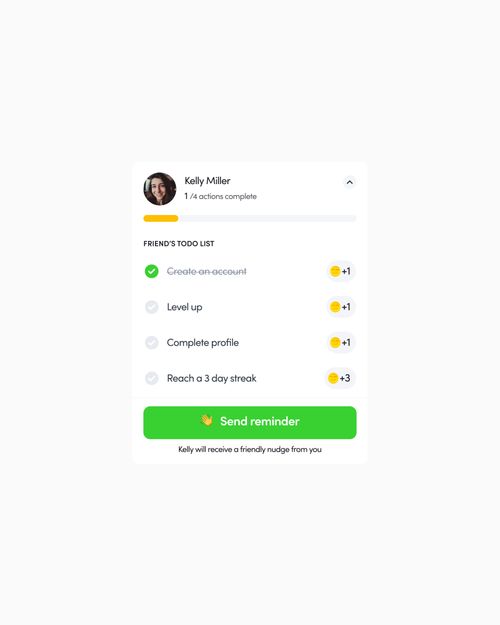 Kelly Miller
1 /4 actions complete
FRIEND'S TODO LIST
Create an account +1
Level up +1
Complete profile +1
Reach a 3 day streak +3
👋 Send reminder
Kelly will receive a friendly nudge from you